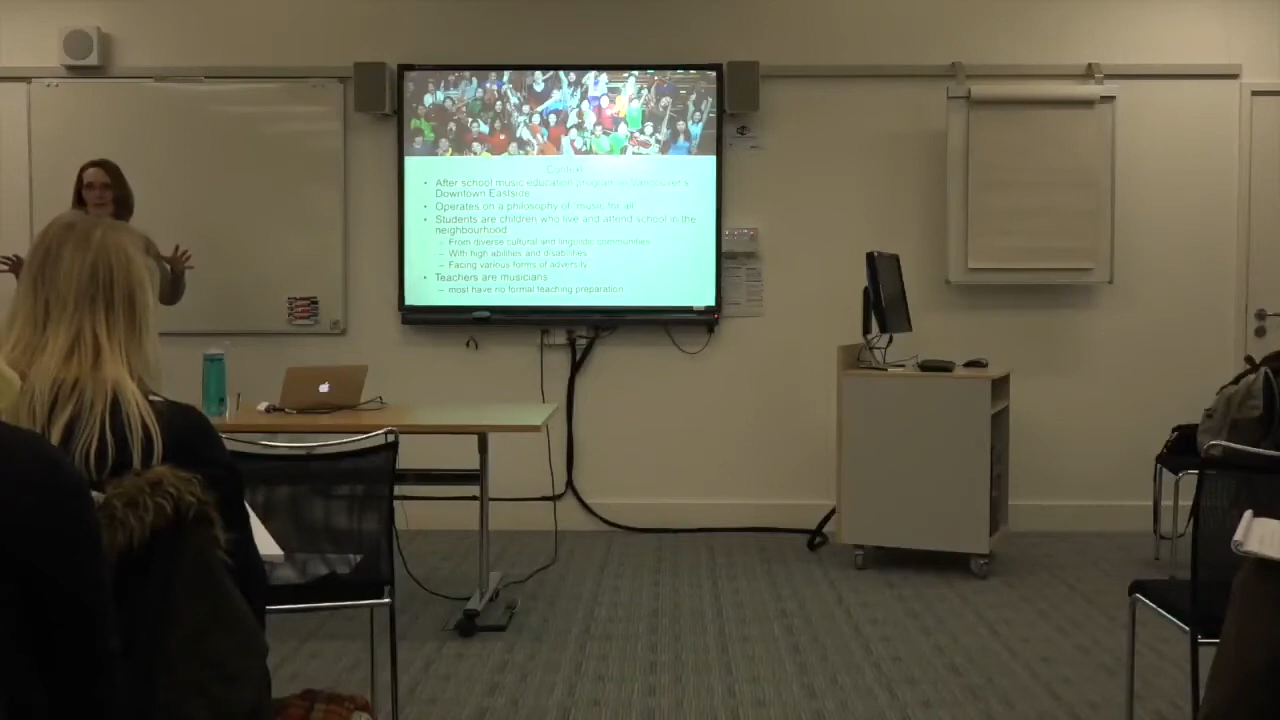 Context
• After school music education program in Vancouver's
Downtown Eastside
• Operates on a philosophy of 'music for all'
• Students are children who live and attend school in the
neighbourhood
– From diverse cultural and linguistic communities
– With high abilities and disabilities
– Facing various forms of adversity
• Teachers are musicians
– most have no formal teaching preparation